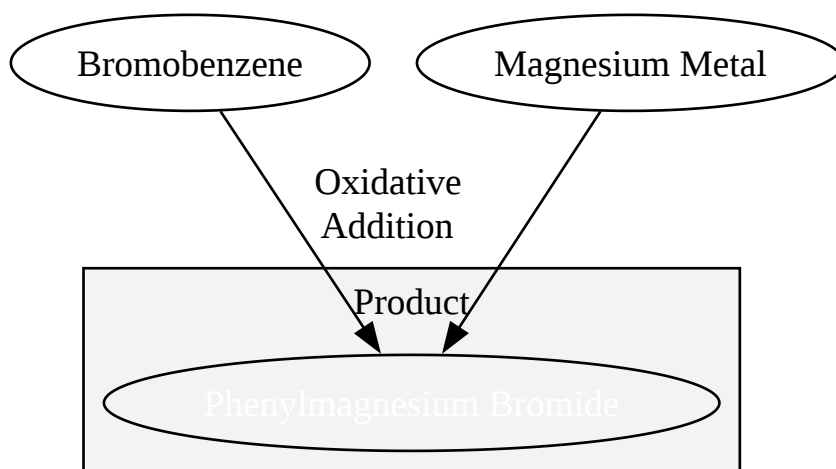 Bromobenzene
Magnesium Metal
Oxidative
Addition
Product
Phenylmagnesium Bromide